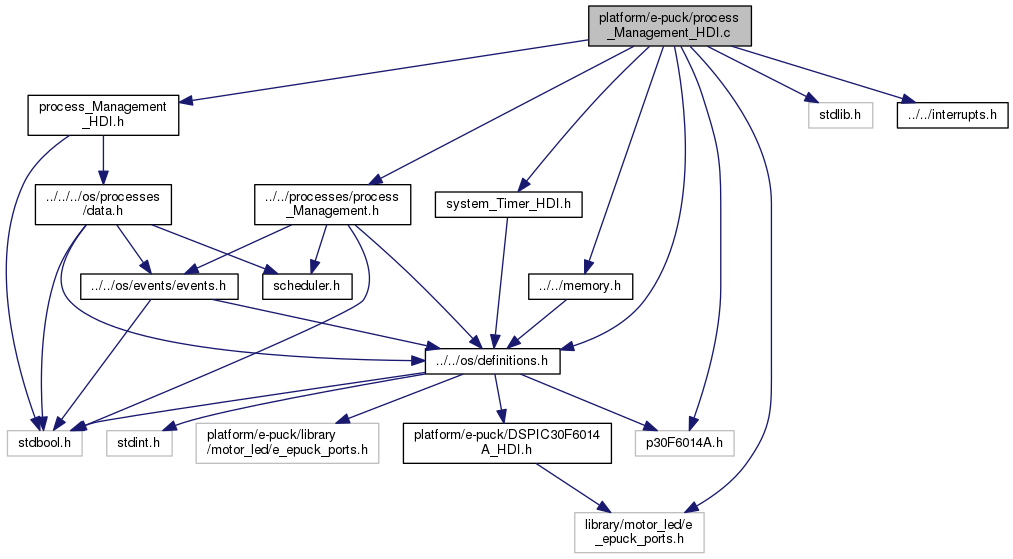 platform/e-puck/process
_Management_HDI.c
process_Management
_HDI.h
stdlib.h
../../interrupts.h
../../../os/processes
/data.h
../../processes/process
_Management.h
system_Timer_HDI.h
../../os/events/events.h
scheduler.h
../../memory.h
../../os/definitions.h
stdbool.h
stdint.h
platform/e-puck/library
/motor_led/e_epuck_ports.h
platform/e-puck/DSPIC30F6014
A_HDI.h
p30F6014A.h
library/motor_led/e
_epuck_ports.h